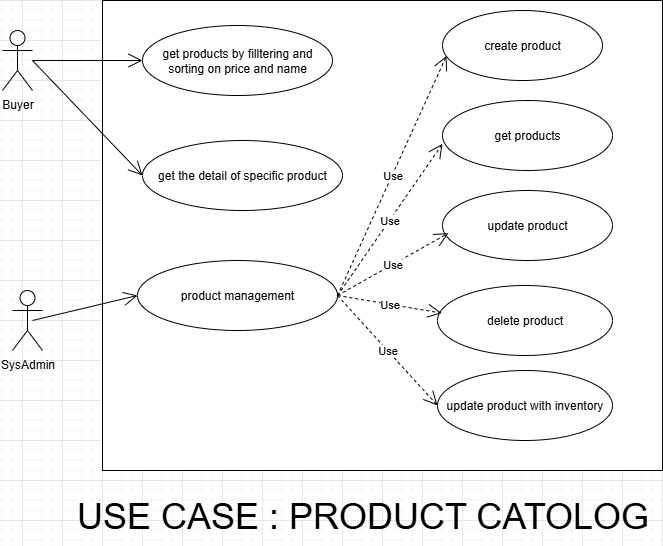 create product
get products by filltering and
sorting on price and name
Buyer
get products
Use
get the detail of specific product
Use
update product
Use
product management
Use
delete product
Use
SysAdmin
update product with inventory
USE CASE : PRODUCT CATOLOG